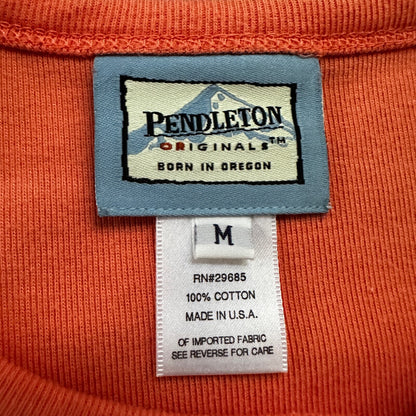 PENDLETON
ORIGINALS™
BORN IN OREGON
M
RN#29685
100% COTTON
MADE IN U.S.A.
OF IMPORTED FABRIC
SEE REVERSE FOR CARE